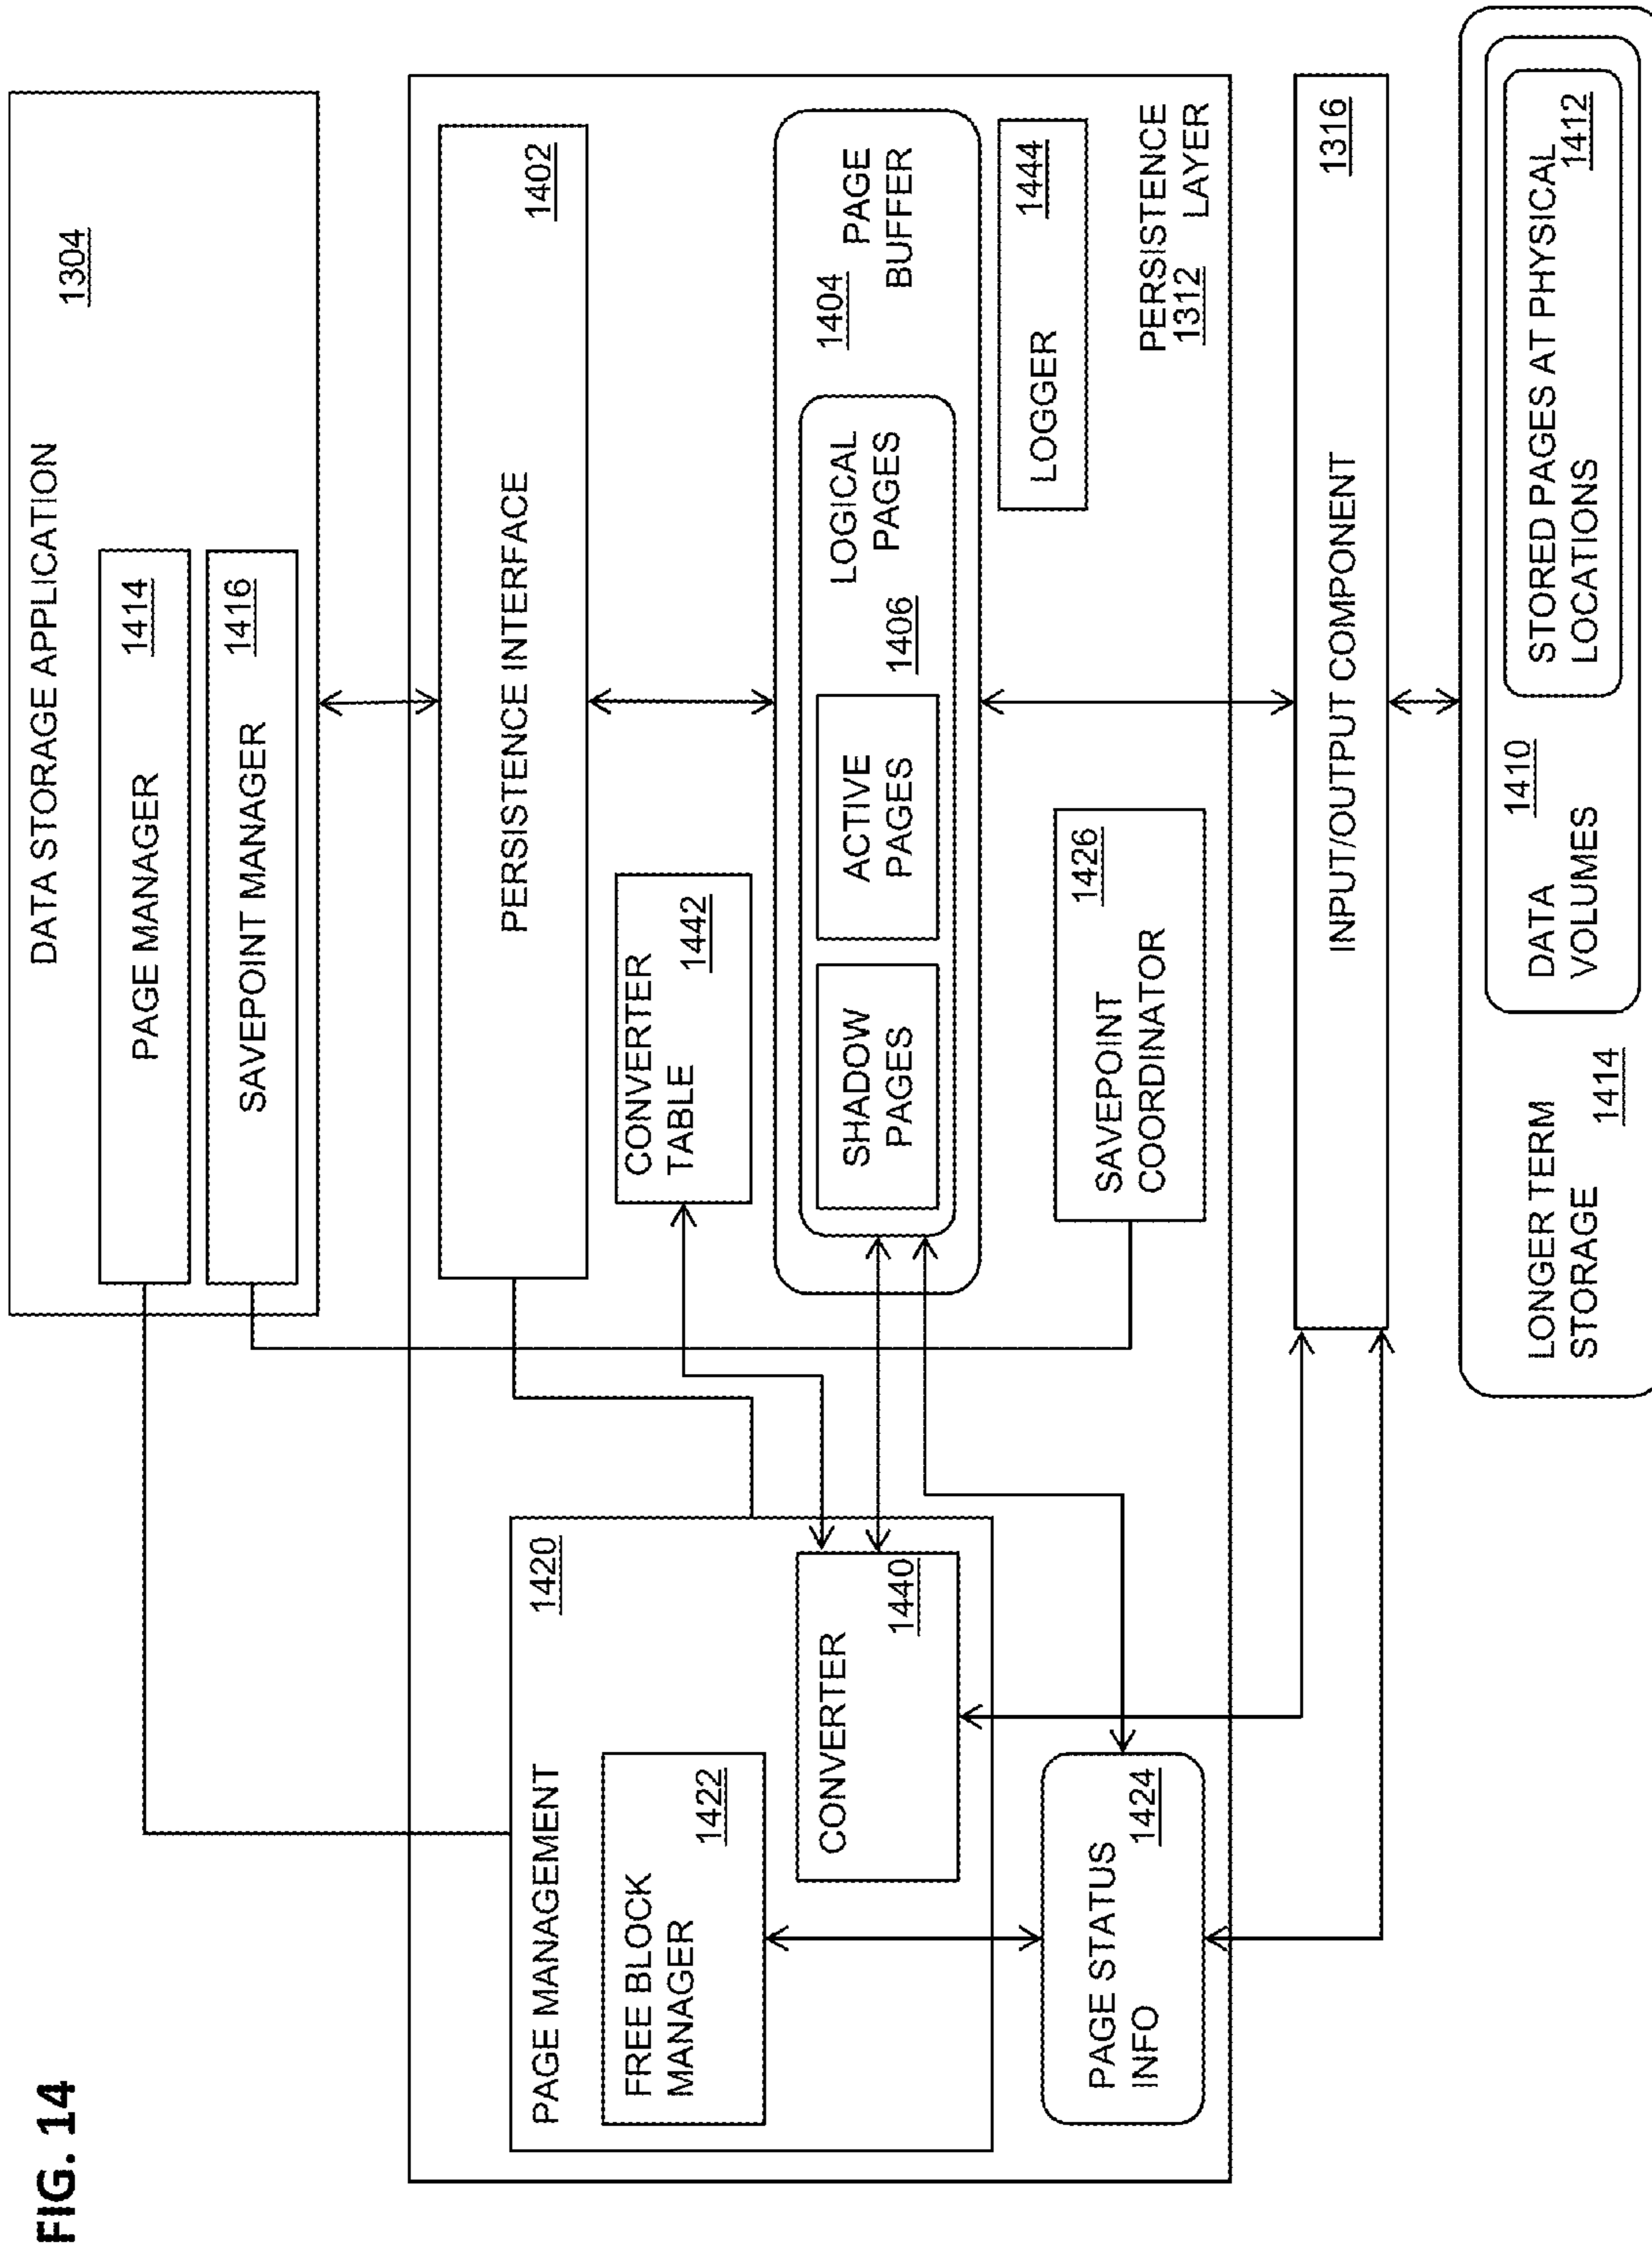 FIG. 14
DATA STORAGE APPLICATION
1304
PAGE MANAGER
1414
SAVEPOINT MANAGER
1416
PERSISTENCE INTERFACE
1402
PAGE MANAGEMENT
1420
FREE BLOCK
MANAGER
1422
CONVERTER
1440
CONVERTER
TABLE
1442
1404
PAGE
BUFFER
LOGICAL
PAGES
1406
SHADOW
PAGES
ACTIVE
PAGES
PAGE STATUS
INFO
1424
SAVEPOINT
COORDINATOR
1426
LOGGER
1444
PERSISTENCE
1312 LAYER
INPUT/OUTPUT COMPONENT
1316
LONGER TERM
STORAGE
1414
DATA
VOLUMES
1410
STORED PAGES AT PHYSICAL
LOCATIONS
1412